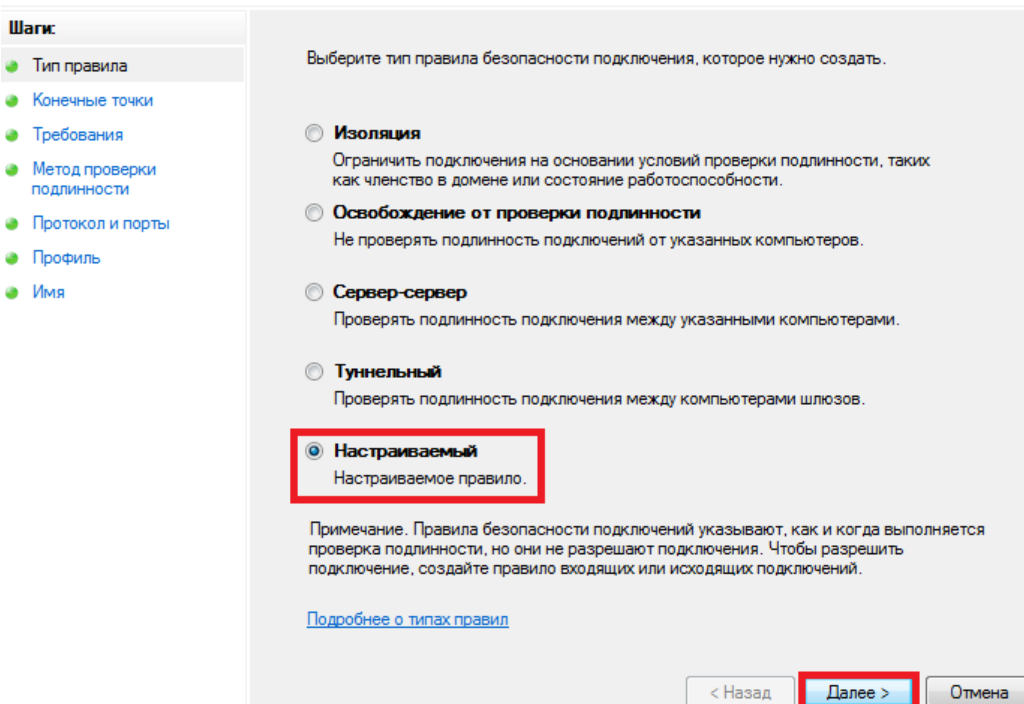 Шаги:
Тип правила
Конечные точки
Требования
Метод проверки
подлинности
Протокол и порты
Профиль
Имя
Выберите тип правила безопасности подключения, которое нужно создать.
Изоляция
Ограничить подключения на основании условий проверки подлинности, таких
как членство в домене или состояние работоспособности.
Освобождение от проверки подлинности
Не проверять подлинность подключений от указанных компьютеров.
Сервер-сервер
Проверять подлинность подключения между указанными компьютерами.
Туннельный
Проверять подлинность подключения между компьютерами шлюзов.
Настраиваемый
Настраиваемое правило.
Примечание. Правила безопасности подключений указывают, как и когда выполняется
проверка подлинности, но они не разрешают подключения. Чтобы разрешить
подключение, создайте правило входящих или исходящих подключений.
Подробнее о типах правил
< Назад
Далее >
Отмена